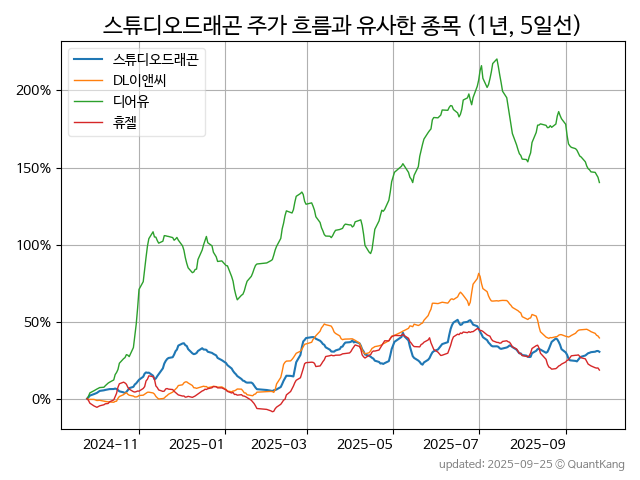 스튜디오드래곤 주가 흐름과 유사한 종목 (1년, 5일선)
스튜디오드래곤
DL이앤씨
디어유
휴젤
200%
150%
100%
50%
0%
2024-11
2025-01
2025-03
2025-05
2025-07
2025-09
updated: 2025-09-25 © QuantKang